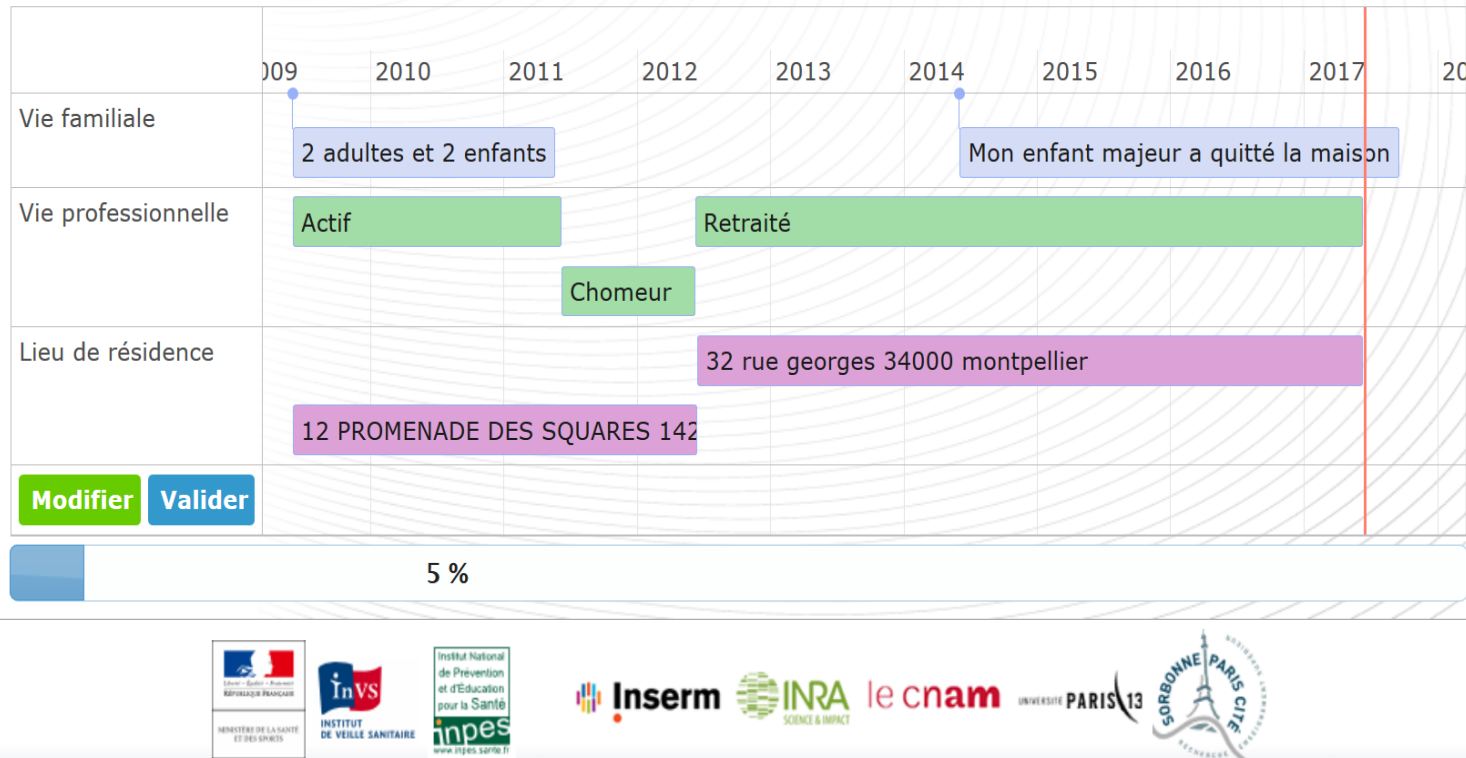 009 2010 2011 2012 2013 2014 2015 2016 2017 20
Vie familiale
2 adultes et 2 enfants
Mon enfant majeur a quitté la maison
Vie professionnelle
Actif
Retraité
Chomeur
Lieu de résidence
32 rue georges 34000 montpellier
12 PROMENADE DES SQUARES 142
Modifier Valider
5 %
Liberté • Égalité • Fraternité
RÉPUBLIQUE FRANÇAISE
MINISTÈRE DE LA SANTÉ
ET DES SPORTS
InVS
INSTITUT
DE VEILLE SANITAIRE
Institut National
de Prévention
et d'Éducation
pour la Santé
inpes
www.inpes.sante.fr
Inserm
INRA
SCIENCE & IMPACT
le cnam
UNIVERSITÉ PARIS 13
SORBONNE PARIS CITÉ